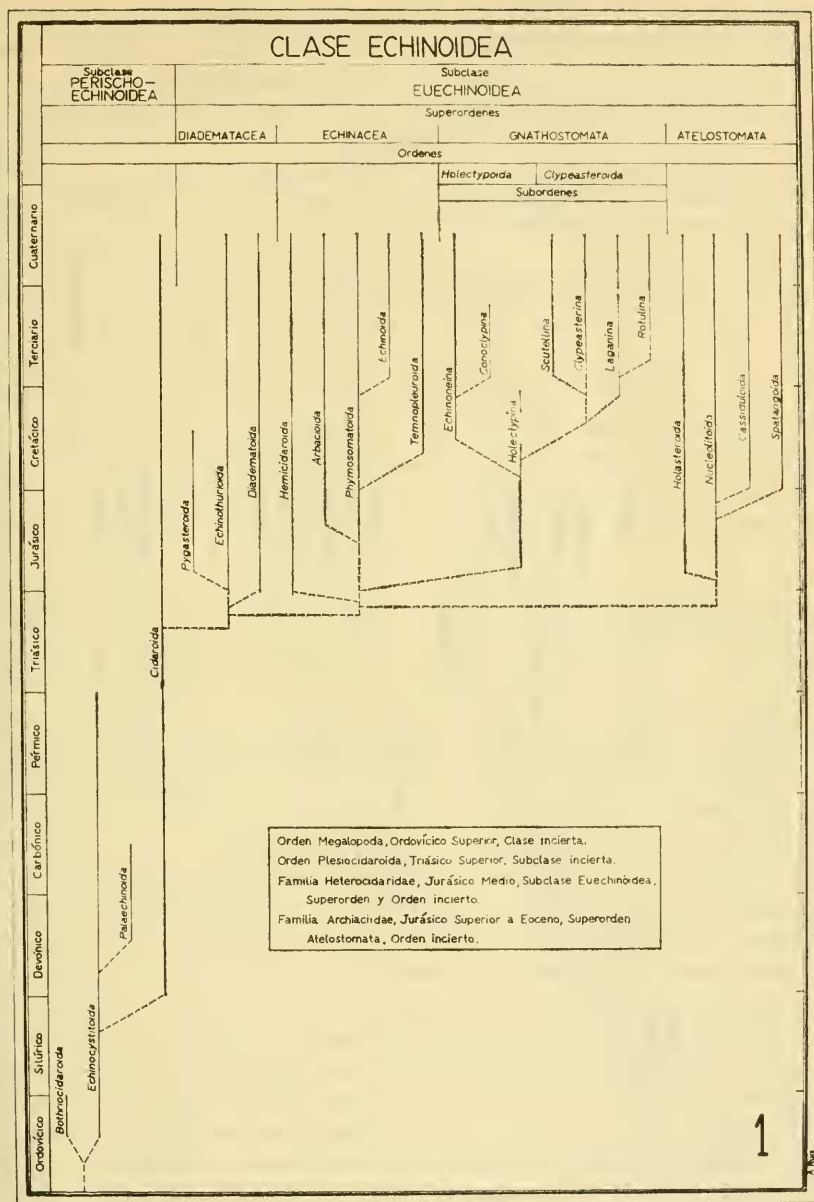 CLASE ECHINOIDEA
Subclase
PERISCHO-
ECHINOIDEA
Subclase
EUECHINOIDEA
Superordenes
DIADEMATACEA
ECHINACEA
GNATHOSTOMATA
ATELOSTOMATA
Ordenes
Holectypoida
Clypeasteroida
Subordenes
Cuaternario
Terciario
Cretácico
Jurásico
Triásico
Pérmico
Carbónico
Devónico
Silúrico
Ordovícico
Bothriocidaroida
Echinocystitoida
Palaechinoida
Cidaroida
Pygasteroida
Echinothurioida
Diadematoida
Hemicidaroida
Arbacioida
Phymosomatoida
Echinoida
Temnopleuroida
Echinoneina
Conoclypina
Holectypina
Scutellina
Clypeasterina
Laganina
Rotulina
Holasteroida
Nucleolitoida
Cassiduloida
Spatangoida
Orden Megalopoda, Ordovícico Superior, Clase incierta.
Orden Plesiocidaroida, Triásico Superior, Subclase incierta.
Familia Heterocidaridae, Jurásico Medio, Subclase Euechinoidea,
Superorden y Orden incierto.
Familia Archiaciidae, Jurásico Superior a Eoceno, Superorden
Atelostomata, Orden incierto.
1